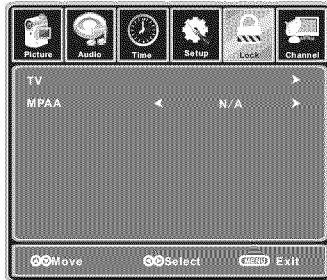 Picture Audio Time Setup Lock Channel
TV
MPAA N/A
Move Select MENU Exit